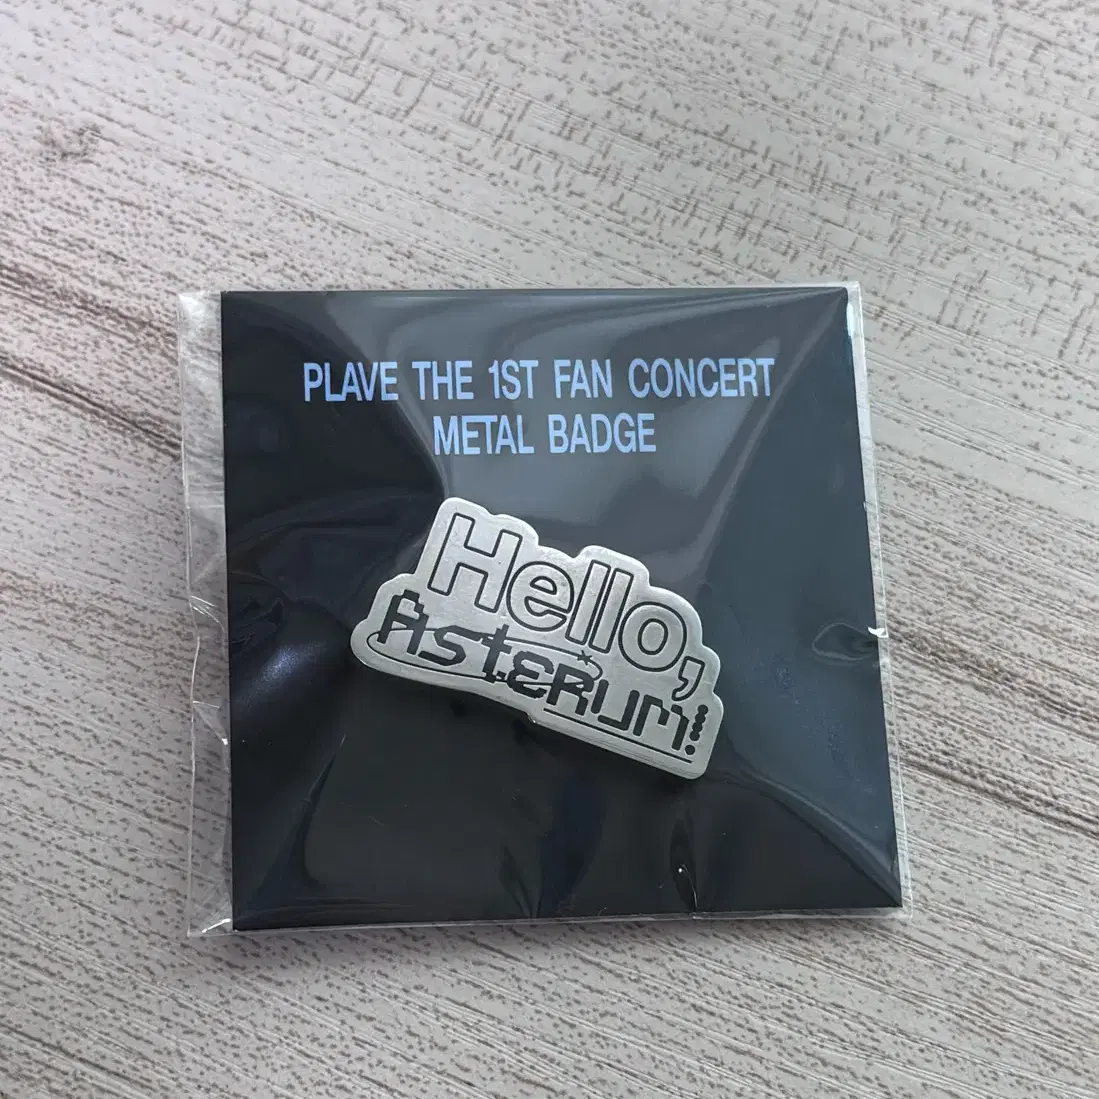 PLAVE THE 1ST FAN CONCERT
METAL BADGE
Hello,
Asterum!